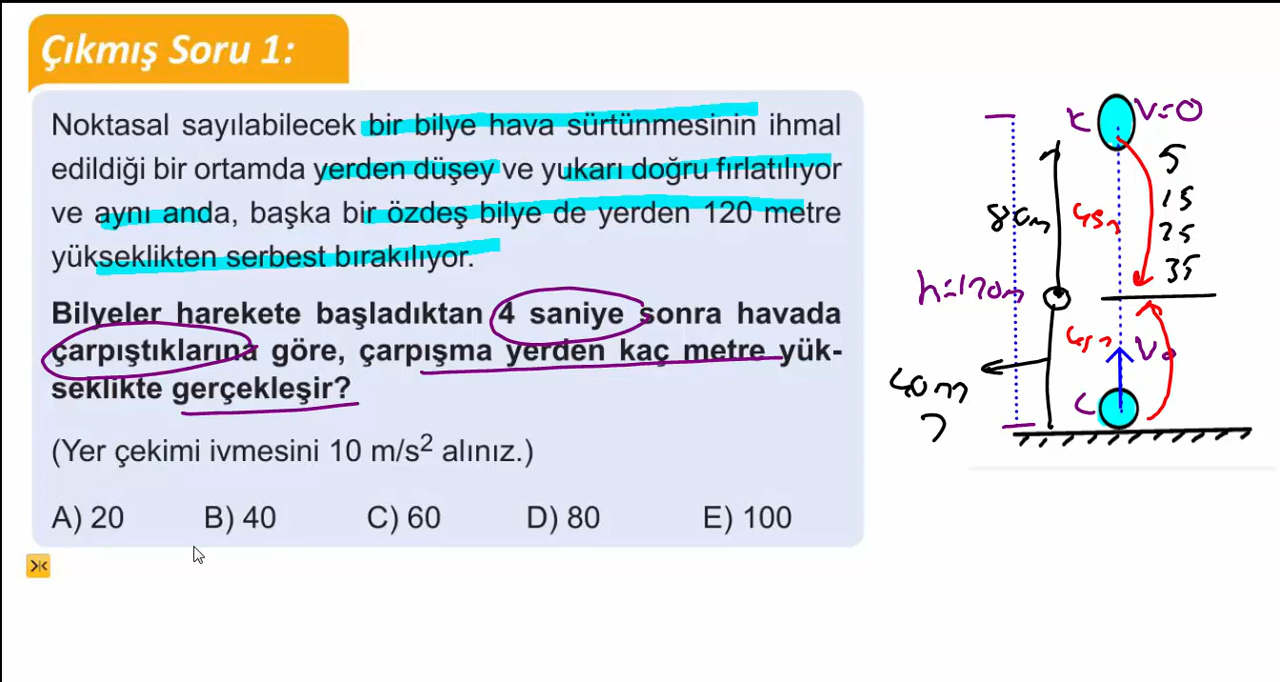 Çıkmış Soru 1:
Noktasal sayılabilecek bir bilye hava sürtünmesinin ihmal
edildiği bir ortamda yerden düşey ve yukarı doğru fırlatılıyor
ve aynı anda, başka bir özdeş bilye de yerden 120 metre
yükseklikten serbest bırakılıyor.
Bilyeler harekete başladıktan 4 saniye sonra havada
çarpıştıklarına göre, çarpışma yerden kaç metre yük-
seklikte gerçekleşir?
(Yer çekimi ivmesini 10 m/s² alınız.)
A) 20 B) 40 C) 60 D) 80 E) 100
K V=0
5
15
25
35
80m 4sn
h=120m
4sn V₀
40m
?
L